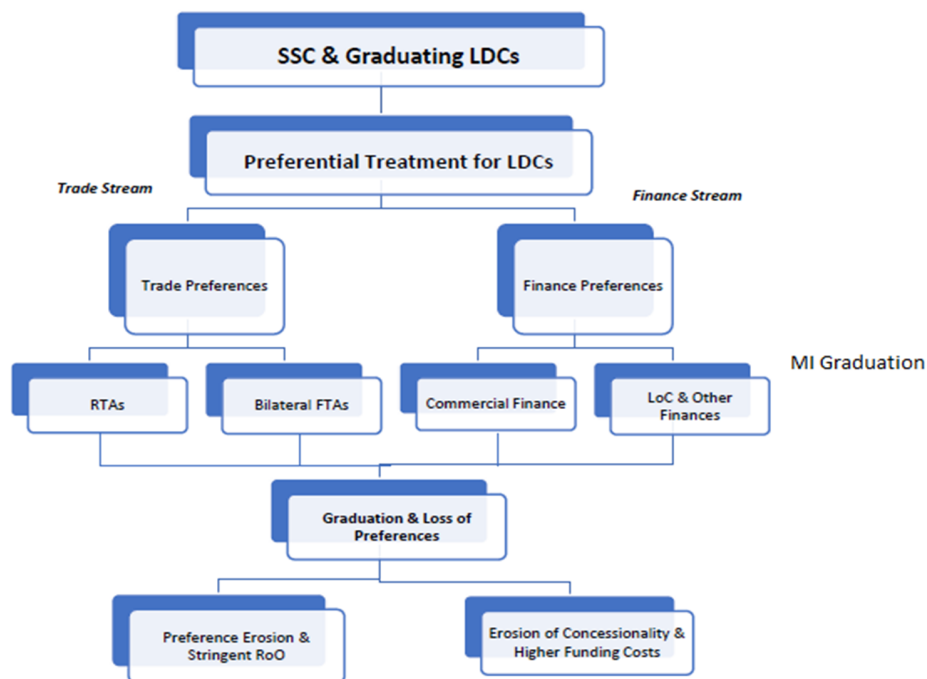 SSC & Graduating LDCs
Preferential Treatment for LDCs
Trade Stream
Finance Stream
Trade Preferences
Finance Preferences
MI Graduation
RTAs
Bilateral FTAs
Commercial Finance
LoC & Other
Finances
Graduation & Loss of
Preferences
Preference Erosion &
Stringent RoO
Erosion of Concessionality &
Higher Funding Costs